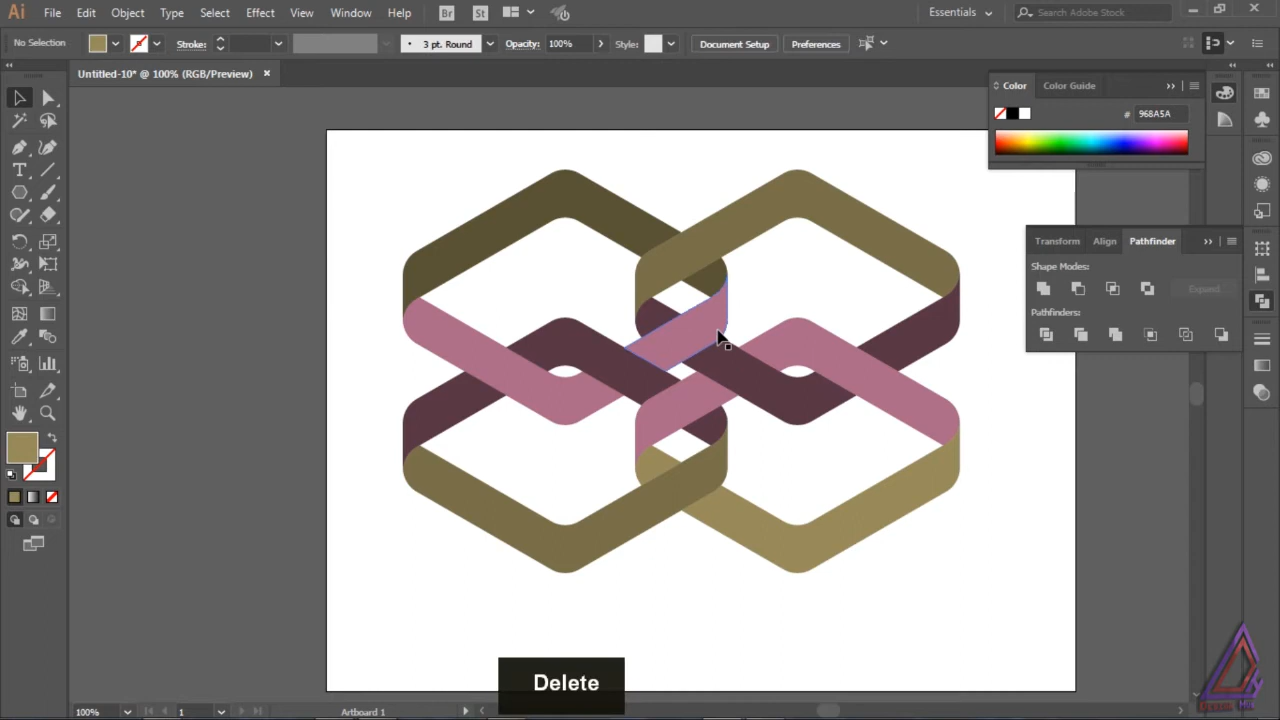 Ai File Edit Object Type Select Effect View Window Help Br St Essentials Search Adobe Stock
No Selection Stroke: 3 pt. Round Opacity: 100% Style: Document Setup Preferences
Untitled-10* @ 100% (RGB/Preview) ×
Color Color Guide
# 968A5A
Transform Align Pathfinder
Shape Modes:
Expand
Pathfinders:
Delete
100% 1 Artboard 1